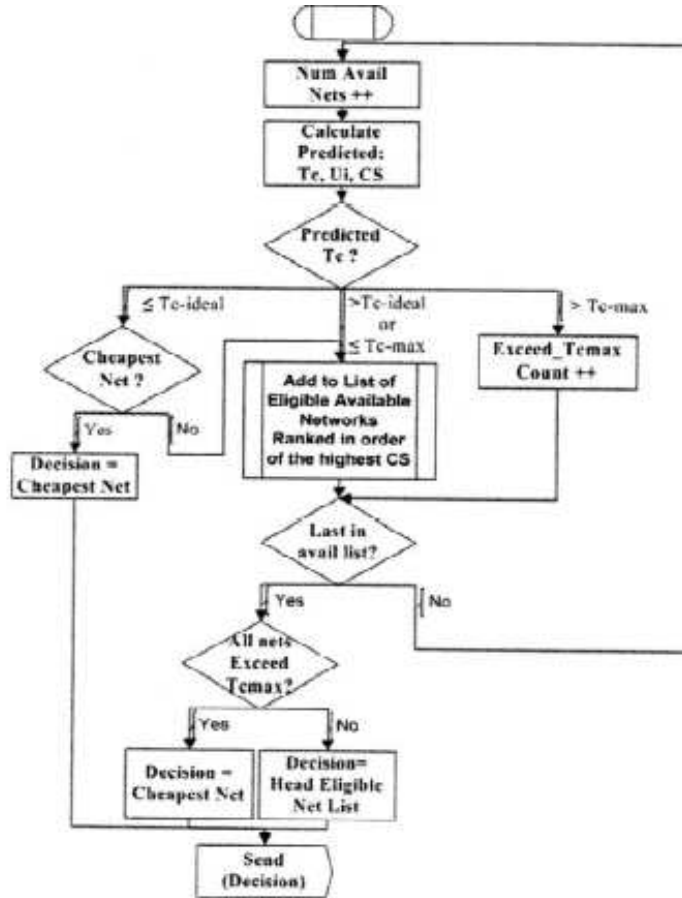 Num Avail
Nets ++
Calculate
Predicted:
Tc, Ui, CS
Predicted
Tc ?
≤ Tc-ideal
>Tc-ideal
or
≤ Tc-max
> Tc-max
Cheapest
Net ?
Exceed_Tcmax
Count ++
Add to List of
Eligible Available
Networks
Ranked in order
of the highest CS
Yes
No
Decision =
Cheapest Net
Last in
avail list?
Yes
No
All nets
Exceed
Tcmax?
Yes
No
Decision =
Cheapest Net
Decision=
Head Eligible
Net List
Send
(Decision)